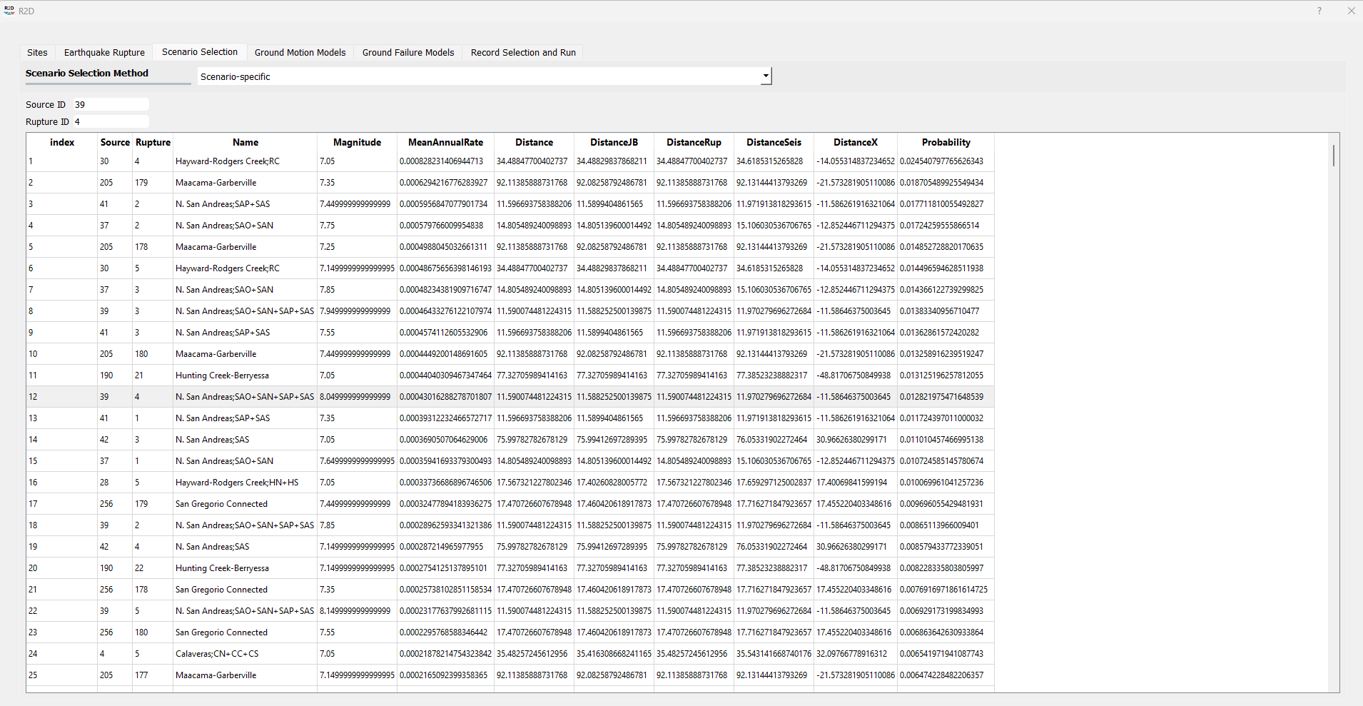 R2D R2D ? ×
Sites Earthquake Rupture Scenario Selection Ground Motion Models Ground Failure Models Record Selection and Run
Scenario Selection Method Scenario-specific
Source ID 39
Rupture ID 4
index Source Rupture Name Magnitude MeanAnnualRate Distance DistanceJB DistanceRup DistanceSeis DistanceX Probability
1 30 4 Hayward-Rodgers Creek;RC 7.05 0.000828231406944713 34.48847700402737 34.48829837868211 34.48847700402737 34.6185315265828 -14.055314837234652 0.024540797765626343
2 205 179 Maacama-Garberville 7.35 0.0006294216776283927 92.11385888731768 92.08258792486781 92.11385888731768 92.13144413793269 -21.573281905110086 0.018705489925549434
3 41 2 N. San Andreas;SAP+SAS 7.449999999999999 0.0005956847077901734 11.596693758388206 11.5899404861565 11.596693758388206 11.971913818293615 -11.586261916321064 0.017711810055492827
4 37 2 N. San Andreas;SAO+SAN 7.75 0.000579766009954838 14.805489240098893 14.805139600014492 14.805489240098893 15.106030536706765 -12.852446711294375 0.01724259555866514
5 205 178 Maacama-Garberville 7.25 0.0004988045032661311 92.11385888731768 92.08258792486781 92.11385888731768 92.13144413793269 -21.573281905110086 0.014852728820170635
6 30 5 Hayward-Rodgers Creek;RC 7.1499999999999995 0.00048675656398146193 34.48847700402737 34.48829837868211 34.48847700402737 34.6185315265828 -14.055314837234652 0.014496594628511938
7 37 3 N. San Andreas;SAO+SAN 7.85 0.00048234381909716747 14.805489240098893 14.805139600014492 14.805489240098893 15.106030536706765 -12.852446711294375 0.014366122739299825
8 39 3 N. San Andreas;SAO+SAN+SAP+SAS 7.949999999999999 0.00046433276122107974 11.590074481224315 11.588252500139875 11.590074481224315 11.970279696272684 -11.58646375003645 0.01383340956710477
9 41 3 N. San Andreas;SAP+SAS 7.55 0.0004574112605532906 11.596693758388206 11.5899404861565 11.596693758388206 11.971913818293615 -11.586261916321064 0.01362861572420282
10 205 180 Maacama-Garberville 7.449999999999999 0.0004449200148691605 92.11385888731768 92.08258792486781 92.11385888731768 92.13144413793269 -21.573281905110086 0.013258916239519247
11 190 21 Hunting Creek-Berryessa 7.05 0.00044040309467347464 77.32705989414163 77.32705989414163 77.32705989414163 77.38523238882317 -48.81706750849938 0.013125196257812055
12 39 4 N. San Andreas;SAO+SAN+SAP+SAS 8.049999999999999 0.00043016288278701807 11.590074481224315 11.588252500139875 11.590074481224315 11.970279696272684 -11.58646375003645 0.012821975471648539
13 41 1 N. San Andreas;SAP+SAS 7.35 0.00039312232466572717 11.596693758388206 11.5899404861565 11.596693758388206 11.971913818293615 -11.586261916321064 0.011724397011000032
14 42 3 N. San Andreas;SAS 7.05 0.0003690507064629006 75.99782782678129 75.99412697289395 75.99782782678129 76.05331902272464 30.96626380299171 0.011010457466995138
15 37 1 N. San Andreas;SAO+SAN 7.6499999999999995 0.00035941693379300493 14.805489240098893 14.805139600014492 14.805489240098893 15.106030536706765 -12.852446711294375 0.010724585145780674
16 28 5 Hayward-Rodgers Creek;HN+HS 7.05 0.00033736686896746506 17.567321227802346 17.40260828005772 17.567321227802346 17.659297125002837 17.40069841599194 0.010069961041257236
17 256 179 San Gregorio Connected 7.449999999999999 0.00032477894183936275 17.470726607678948 17.460420618917873 17.470726607678948 17.716271847923657 17.455220403348616 0.009696055429481931
18 39 2 N. San Andreas;SAO+SAN+SAP+SAS 7.85 0.00028962593341321386 11.590074481224315 11.588252500139875 11.590074481224315 11.970279696272684 -11.58646375003645 0.00865113966009401
19 42 4 N. San Andreas;SAS 7.1499999999999995 0.000287214965977955 75.99782782678129 75.99412697289395 75.99782782678129 76.05331902272464 30.96626380299171 0.008579433772339051
20 190 22 Hunting Creek-Berryessa 7.1499999999999995 0.0002754125137895101 77.32705989414163 77.32705989414163 77.32705989414163 77.38523238882317 -48.81706750849938 0.008228335803805997
21 256 178 San Gregorio Connected 7.35 0.00025738102851158534 17.470726607678948 17.460420618917873 17.470726607678948 17.716271847923657 17.455220403348616 0.0076916971861614725
22 39 5 N. San Andreas;SAO+SAN+SAP+SAS 8.149999999999999 0.00023177637992681115 11.590074481224315 11.588252500139875 11.590074481224315 11.970279696272684 -11.58646375003645 0.006929173199834993
23 256 180 San Gregorio Connected 7.55 0.0002295768588346442 17.470726607678948 17.460420618917873 17.470726607678948 17.716271847923657 17.455220403348616 0.006863642630933864
24 4 5 Calaveras;CN+CC+CS 7.05 0.00021878214754323842 35.48257245612956 35.416308668241165 35.48257245612956 35.543141668740176 32.09766778916312 0.006541971941087743
25 205 177 Maacama-Garberville 7.1499999999999995 0.0002165092399358365 92.11385888731768 92.08258792486781 92.11385888731768 92.13144413793269 -21.573281905110086 0.006474228482206357